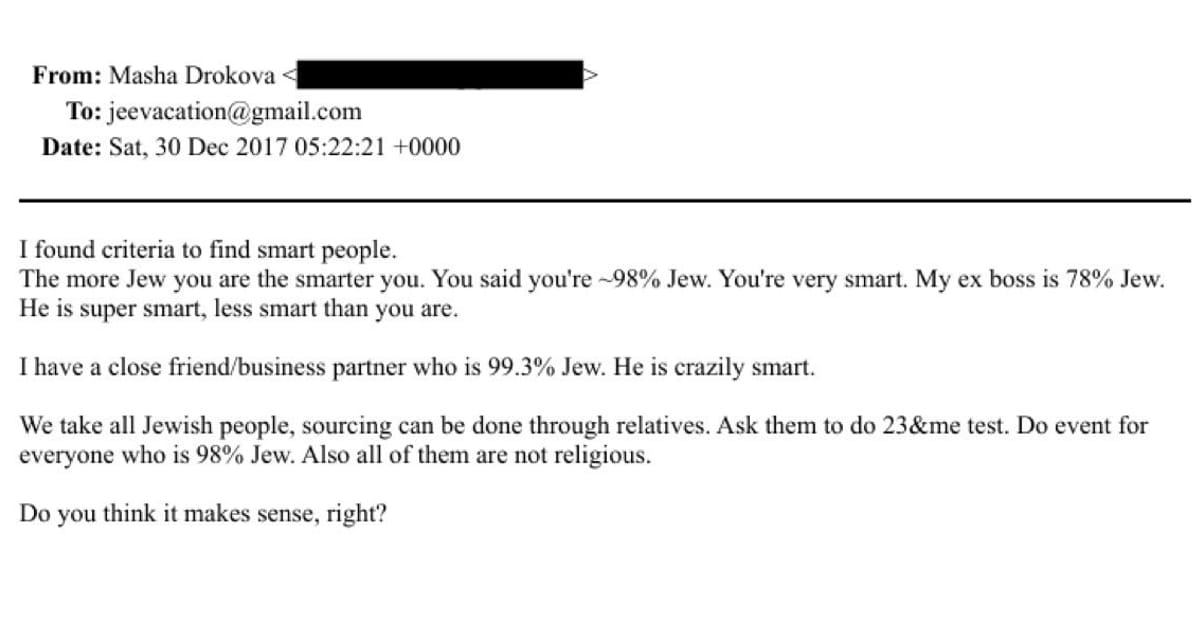 From: Masha Drokova < >
To: jeevacation@gmail.com
Date: Sat, 30 Dec 2017 05:22:21 +0000
I found criteria to find smart people.
The more Jew you are the smarter you. You said you're ~98% Jew. You're very smart. My ex boss is 78% Jew.
He is super smart, less smart than you are.
I have a close friend/business partner who is 99.3% Jew. He is crazily smart.
We take all Jewish people, sourcing can be done through relatives. Ask them to do 23&me test. Do event for
everyone who is 98% Jew. Also all of them are not religious.
Do you think it makes sense, right?